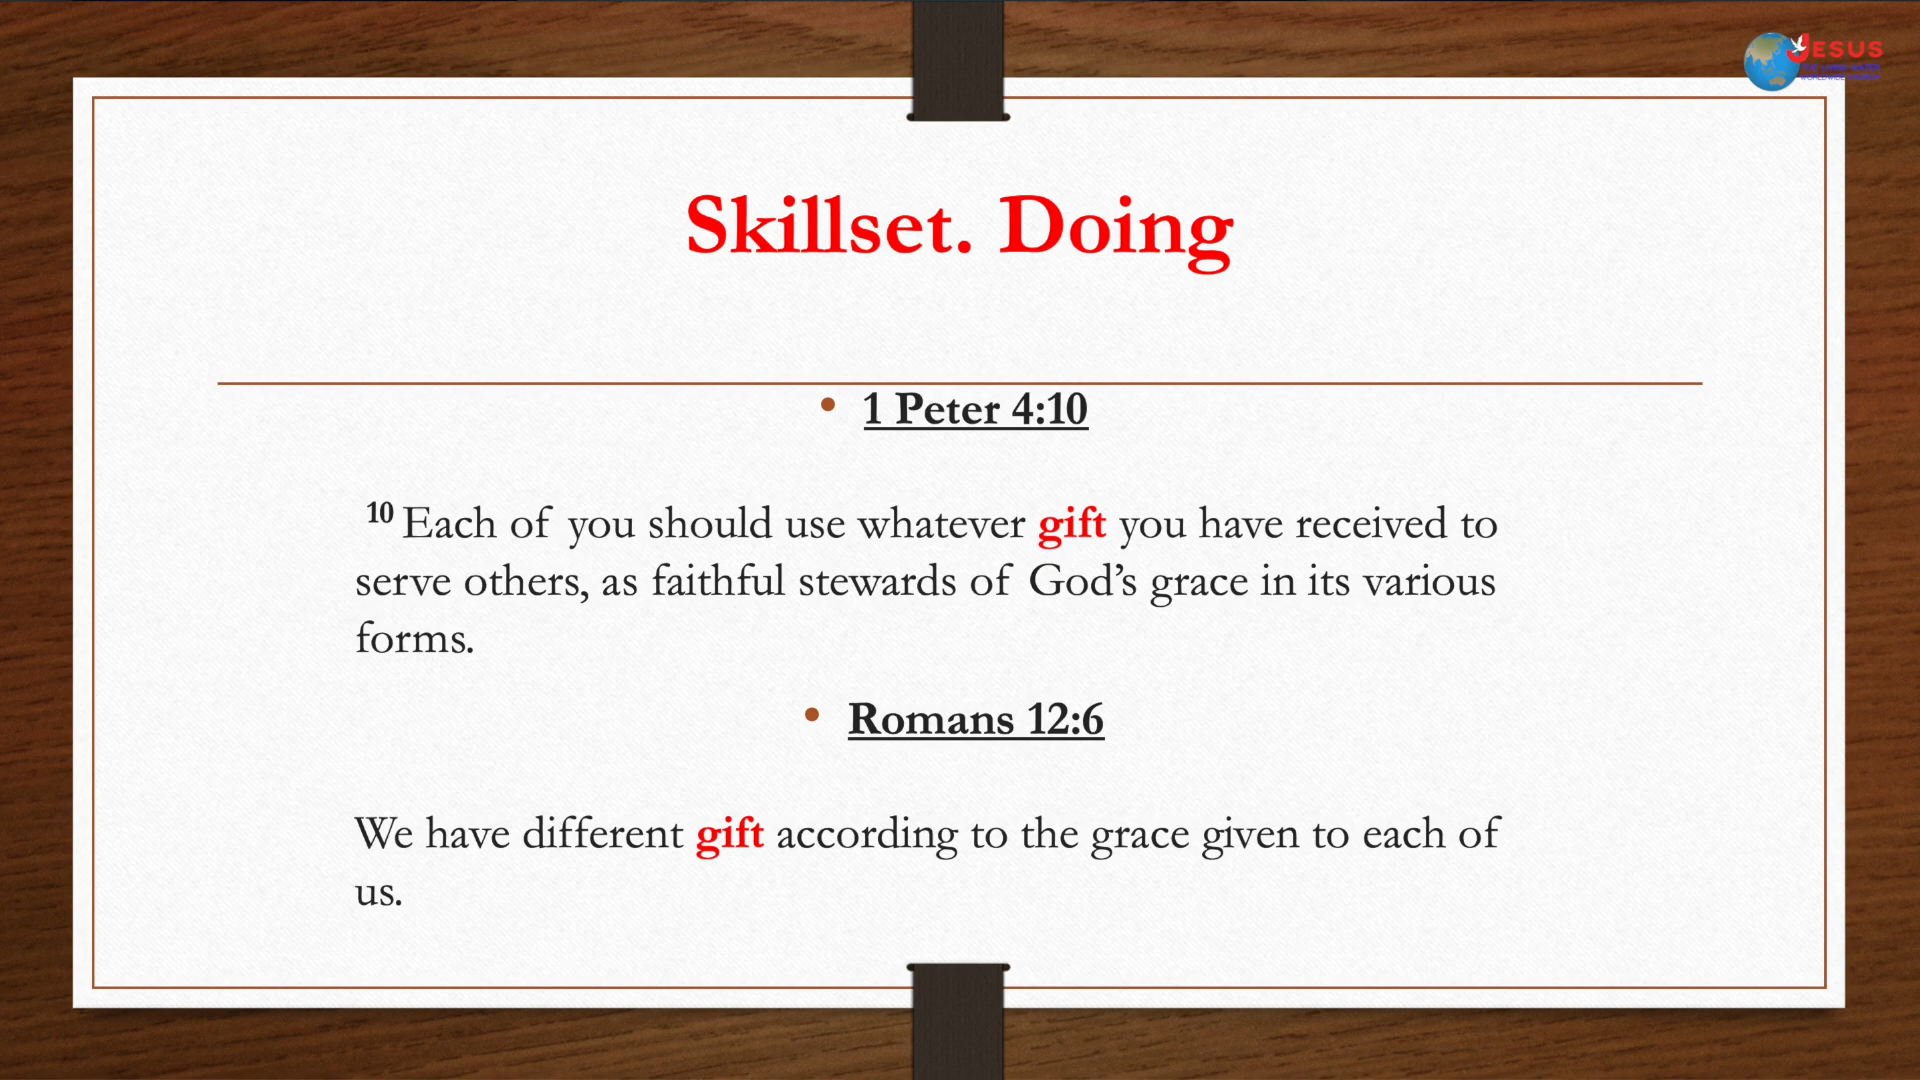 JESUS
Skillset. Doing
• 1 Peter 4:10
10 Each of you should use whatever gift you have received to
serve others, as faithful stewards of God’s grace in its various
forms.
• Romans 12:6
We have different gift according to the grace given to each of
us.